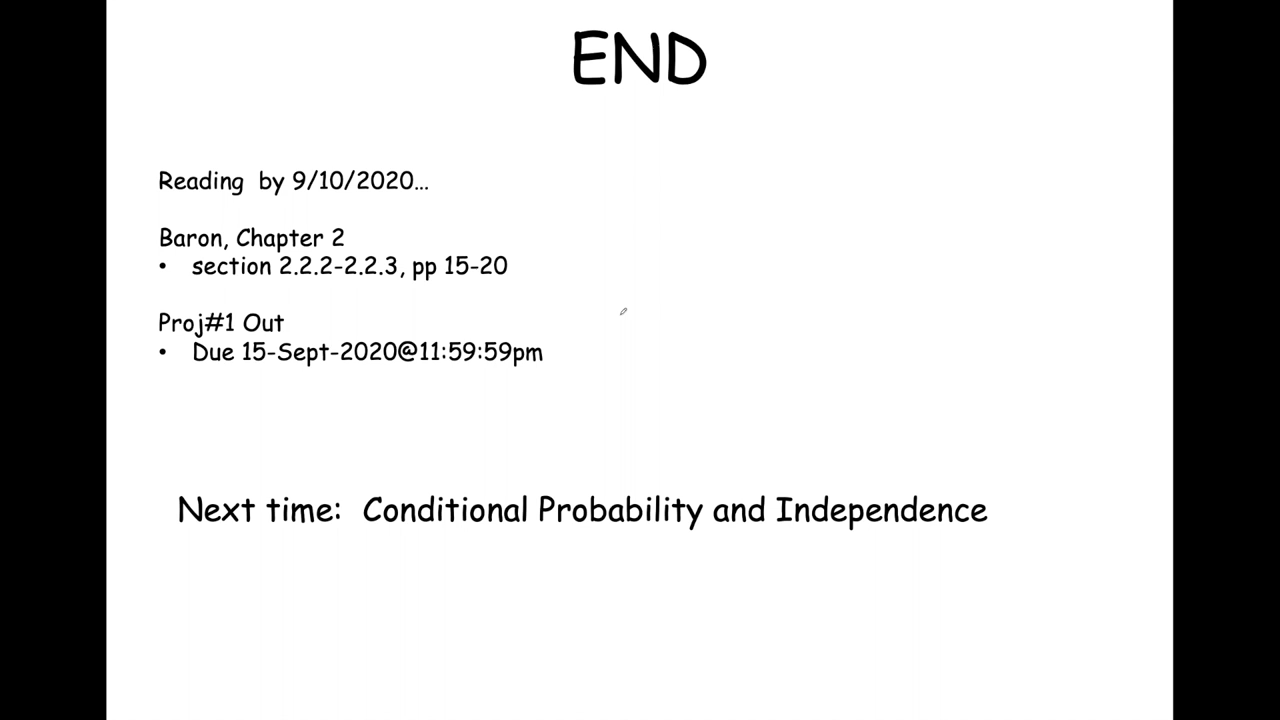 END
Reading by 9/10/2020...
Baron, Chapter 2
• section 2.2.2-2.2.3, pp 15-20
Proj#1 Out
• Due 15-Sept-2020@11:59:59pm
Next time: Conditional Probability and Independence